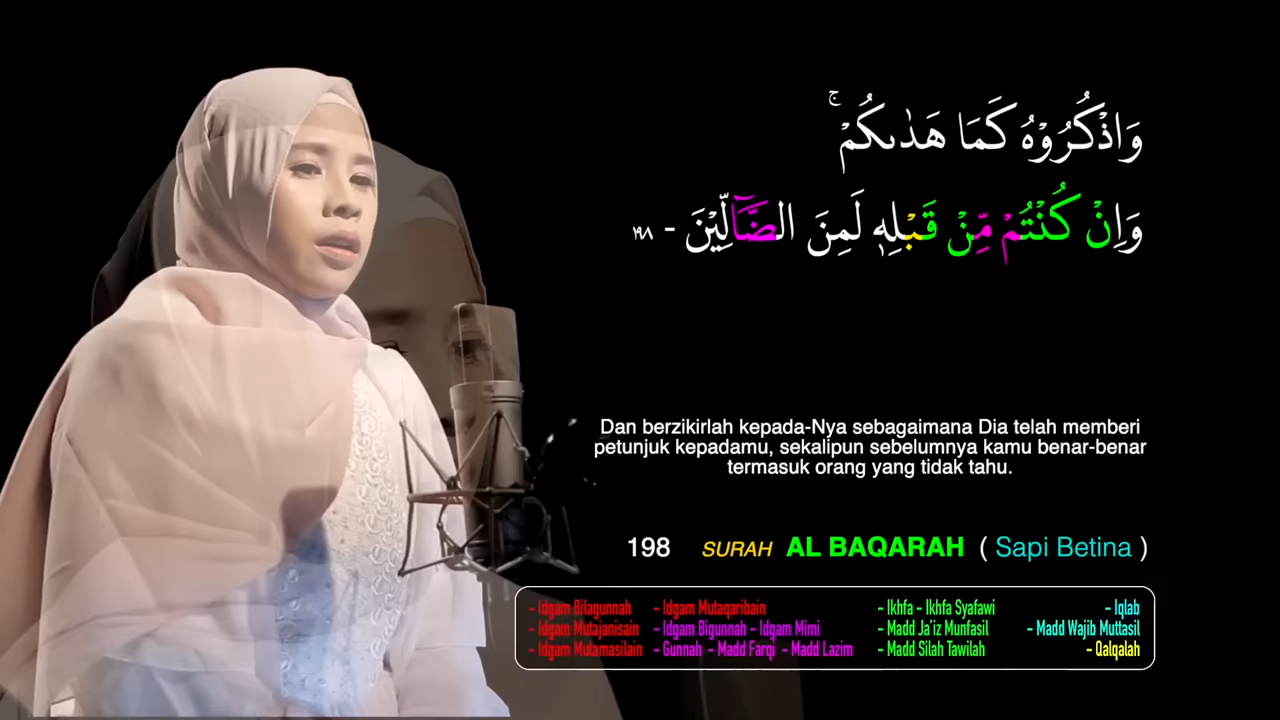 وَاذْكُرُوْهُ كَمَا هَدٰىكُمْ ۚ
وَاِنْ كُنْتُمْ مِّنْ قَبْلِهٖ لَمِنَ الضَّاۤلِّيْنَ - ١٩٨
Dan berzikirlah kepada-Nya sebagaimana Dia telah memberi
petunjuk kepadamu, sekalipun sebelumnya kamu benar-benar
termasuk orang yang tidak tahu.
198 SURAH AL BAQARAH ( Sapi Betina )
- Idgam Bilagunnah - Idgam Mutaqaribain - Ikhfa - Ikhfa Syafawi - Iqlab
- Idgam Mutajanisain - Idgam Bigunnah - Idgam Mimi - Madd Ja'iz Munfasil - Madd Wajib Muttasil
- Idgam Mutamasilain - Gunnah - Madd Farqi - Madd Lazim - Madd Silah Tawilah - Qalqalah